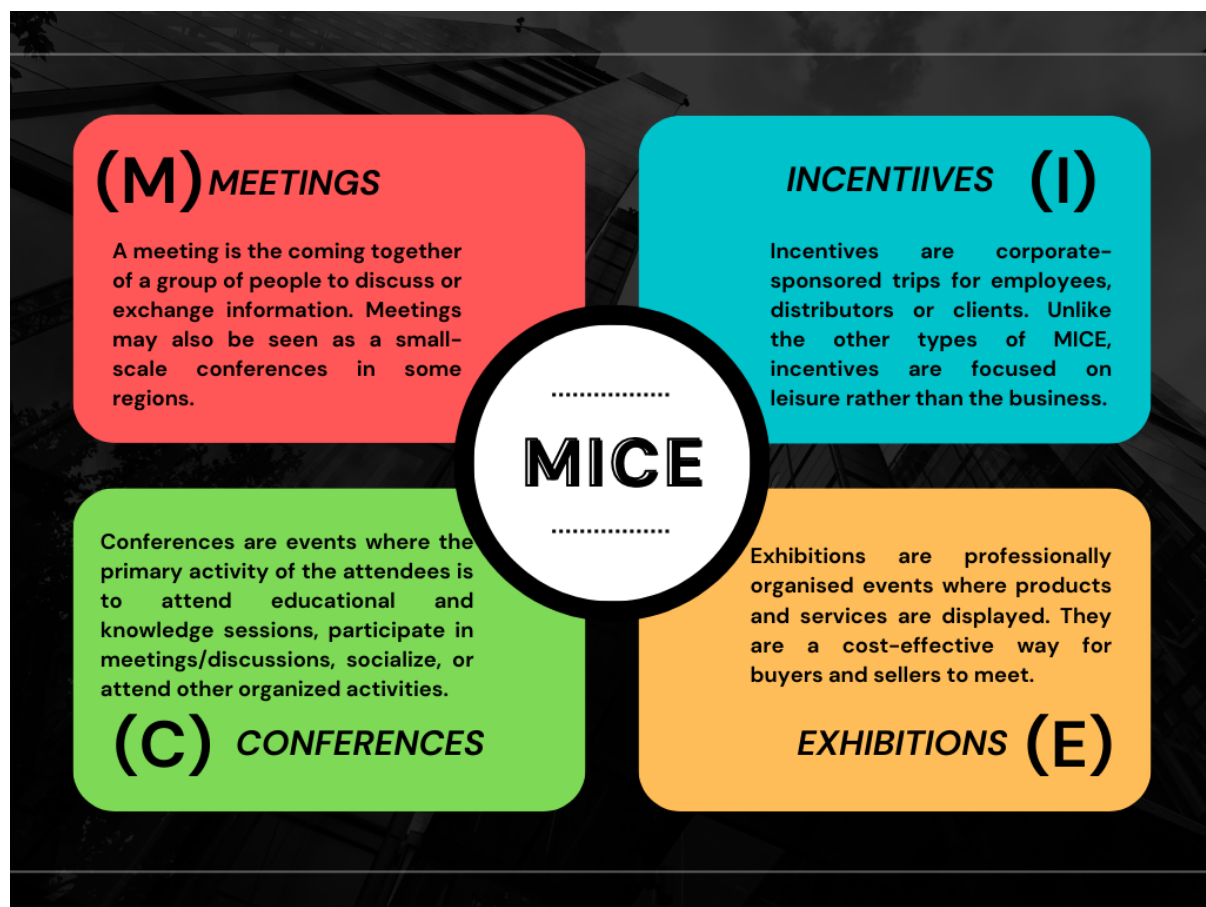 (M) MEETINGS
A meeting is the coming together
of a group of people to discuss or
exchange information. Meetings
may also be seen as a small-
scale conferences in some
regions.
INCENTIIVES (I)
Incentives are corporate-
sponsored trips for employees,
distributors or clients. Unlike
the other types of MICE,
incentives are focused on
leisure rather than the business.
MICE
Conferences are events where the
primary activity of the attendees is
to attend educational and
knowledge sessions, participate in
meetings/discussions, socialize, or
attend other organized activities.
(C) CONFERENCES
Exhibitions are professionally
organised events where products
and services are displayed. They
are a cost-effective way for
buyers and sellers to meet.
EXHIBITIONS (E)